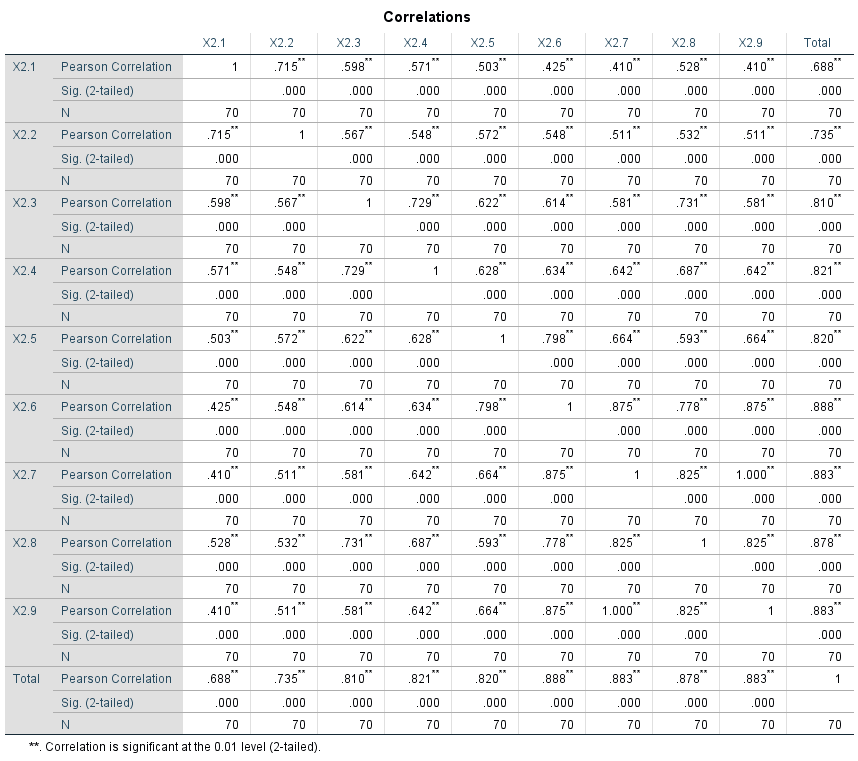 Correlations
X2.1 X2.2 X2.3 X2.4 X2.5 X2.6 X2.7 X2.8 X2.9 Total
X2.1 Pearson Correlation 1 .715** .598** .571** .503** .425** .410** .528** .410** .688**
Sig. (2-tailed) .000 .000 .000 .000 .000 .000 .000 .000 .000
N 70 70 70 70 70 70 70 70 70 70
X2.2 Pearson Correlation .715** 1 .567** .548** .572** .548** .511** .532** .511** .735**
Sig. (2-tailed) .000 .000 .000 .000 .000 .000 .000 .000 .000
N 70 70 70 70 70 70 70 70 70 70
X2.3 Pearson Correlation .598** .567** 1 .729** .622** .614** .581** .731** .581** .810**
Sig. (2-tailed) .000 .000 .000 .000 .000 .000 .000 .000 .000
N 70 70 70 70 70 70 70 70 70 70
X2.4 Pearson Correlation .571** .548** .729** 1 .628** .634** .642** .687** .642** .821**
Sig. (2-tailed) .000 .000 .000 .000 .000 .000 .000 .000 .000
N 70 70 70 70 70 70 70 70 70 70
X2.5 Pearson Correlation .503** .572** .622** .628** 1 .798** .664** .593** .664** .820**
Sig. (2-tailed) .000 .000 .000 .000 .000 .000 .000 .000 .000
N 70 70 70 70 70 70 70 70 70 70
X2.6 Pearson Correlation .425** .548** .614** .634** .798** 1 .875** .778** .875** .888**
Sig. (2-tailed) .000 .000 .000 .000 .000 .000 .000 .000 .000
N 70 70 70 70 70 70 70 70 70 70
X2.7 Pearson Correlation .410** .511** .581** .642** .664** .875** 1 .825** 1.000** .883**
Sig. (2-tailed) .000 .000 .000 .000 .000 .000 .000 .000 .000
N 70 70 70 70 70 70 70 70 70 70
X2.8 Pearson Correlation .528** .532** .731** .687** .593** .778** .825** 1 .825** .878**
Sig. (2-tailed) .000 .000 .000 .000 .000 .000 .000 .000 .000
N 70 70 70 70 70 70 70 70 70 70
X2.9 Pearson Correlation .410** .511** .581** .642** .664** .875** 1.000** .825** 1 .883**
Sig. (2-tailed) .000 .000 .000 .000 .000 .000 .000 .000 .000
N 70 70 70 70 70 70 70 70 70 70
Total Pearson Correlation .688** .735** .810** .821** .820** .888** .883** .878** .883** 1
Sig. (2-tailed) .000 .000 .000 .000 .000 .000 .000 .000 .000
N 70 70 70 70 70 70 70 70 70 70
**. Correlation is significant at the 0.01 level (2-tailed).